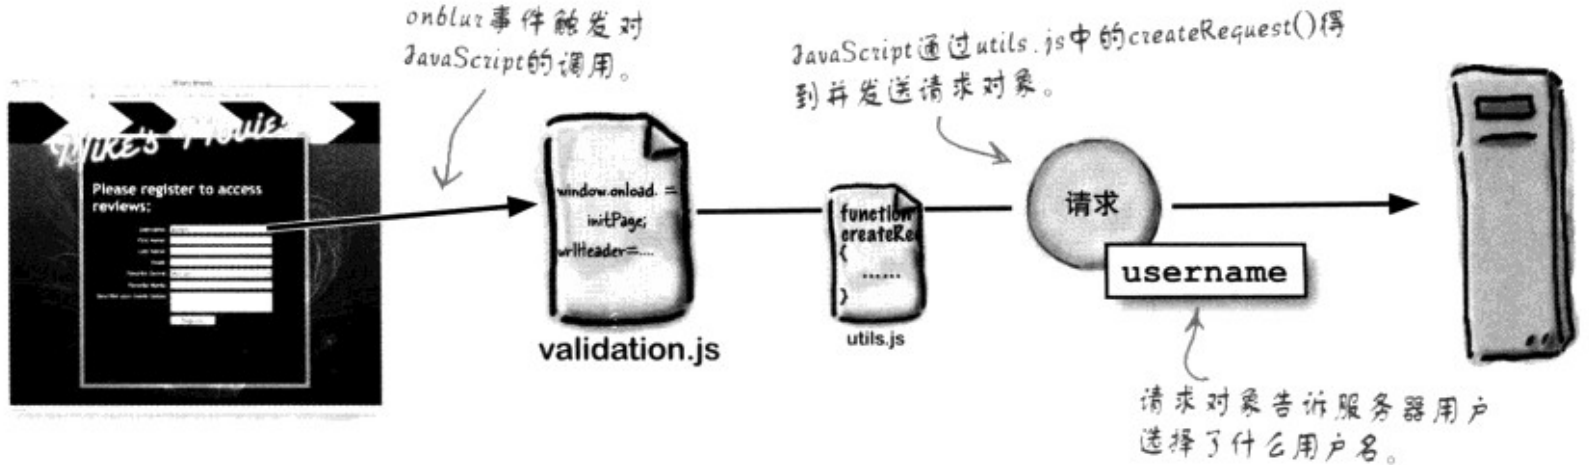 onblur事件触发对
JavaScript的调用。
JavaScript通过utils.js中的createRequest()得
到并发送请求对象。
Mike's Movie
Please register to access
reviews:
window.onload. =
initPage;
urlHeader=....
validation.js
function
createRec
{
......
}
utils.js
请求
username
请求对象告诉服务器用户
选择了什么用户名。